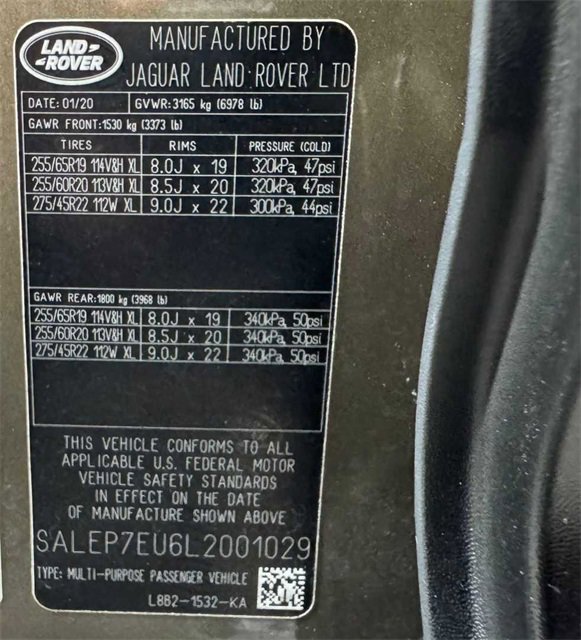 LAND-
-ROVER
MANUFACTURED BY
JAGUAR LAND ROVER LTD
DATE: 01/20 GVWR: 3165 kg (6978 lb)
GAWR FRONT: 1530 kg (3373 lb)
TIRES RIMS PRESSURE (COLD)
255/65R19 114V&H XL 8.0J x 19 320kPa, 47psi
255/60R20 113V&H XL 8.5J x 20 320kPa, 47psi
275/45R22 112W XL 9.0J x 22 300kPa, 44psi
GAWR REAR: 1800 kg (3968 lb)
255/65R19 114V&H XL 8.0J x 19 340kPa, 50psi
255/60R20 113V&H XL 8.5J x 20 340kPa, 50psi
275/45R22 112W XL 9.0J x 22 340kPa, 50psi
THIS VEHICLE CONFORMS TO ALL
APPLICABLE U.S. FEDERAL MOTOR
VEHICLE SAFETY STANDARDS
IN EFFECT ON THE DATE
OF MANUFACTURE SHOWN ABOVE
SALEP7EU6L2001029
TYPE: MULTI-PURPOSE PASSENGER VEHICLE
L8B2-1532-KA